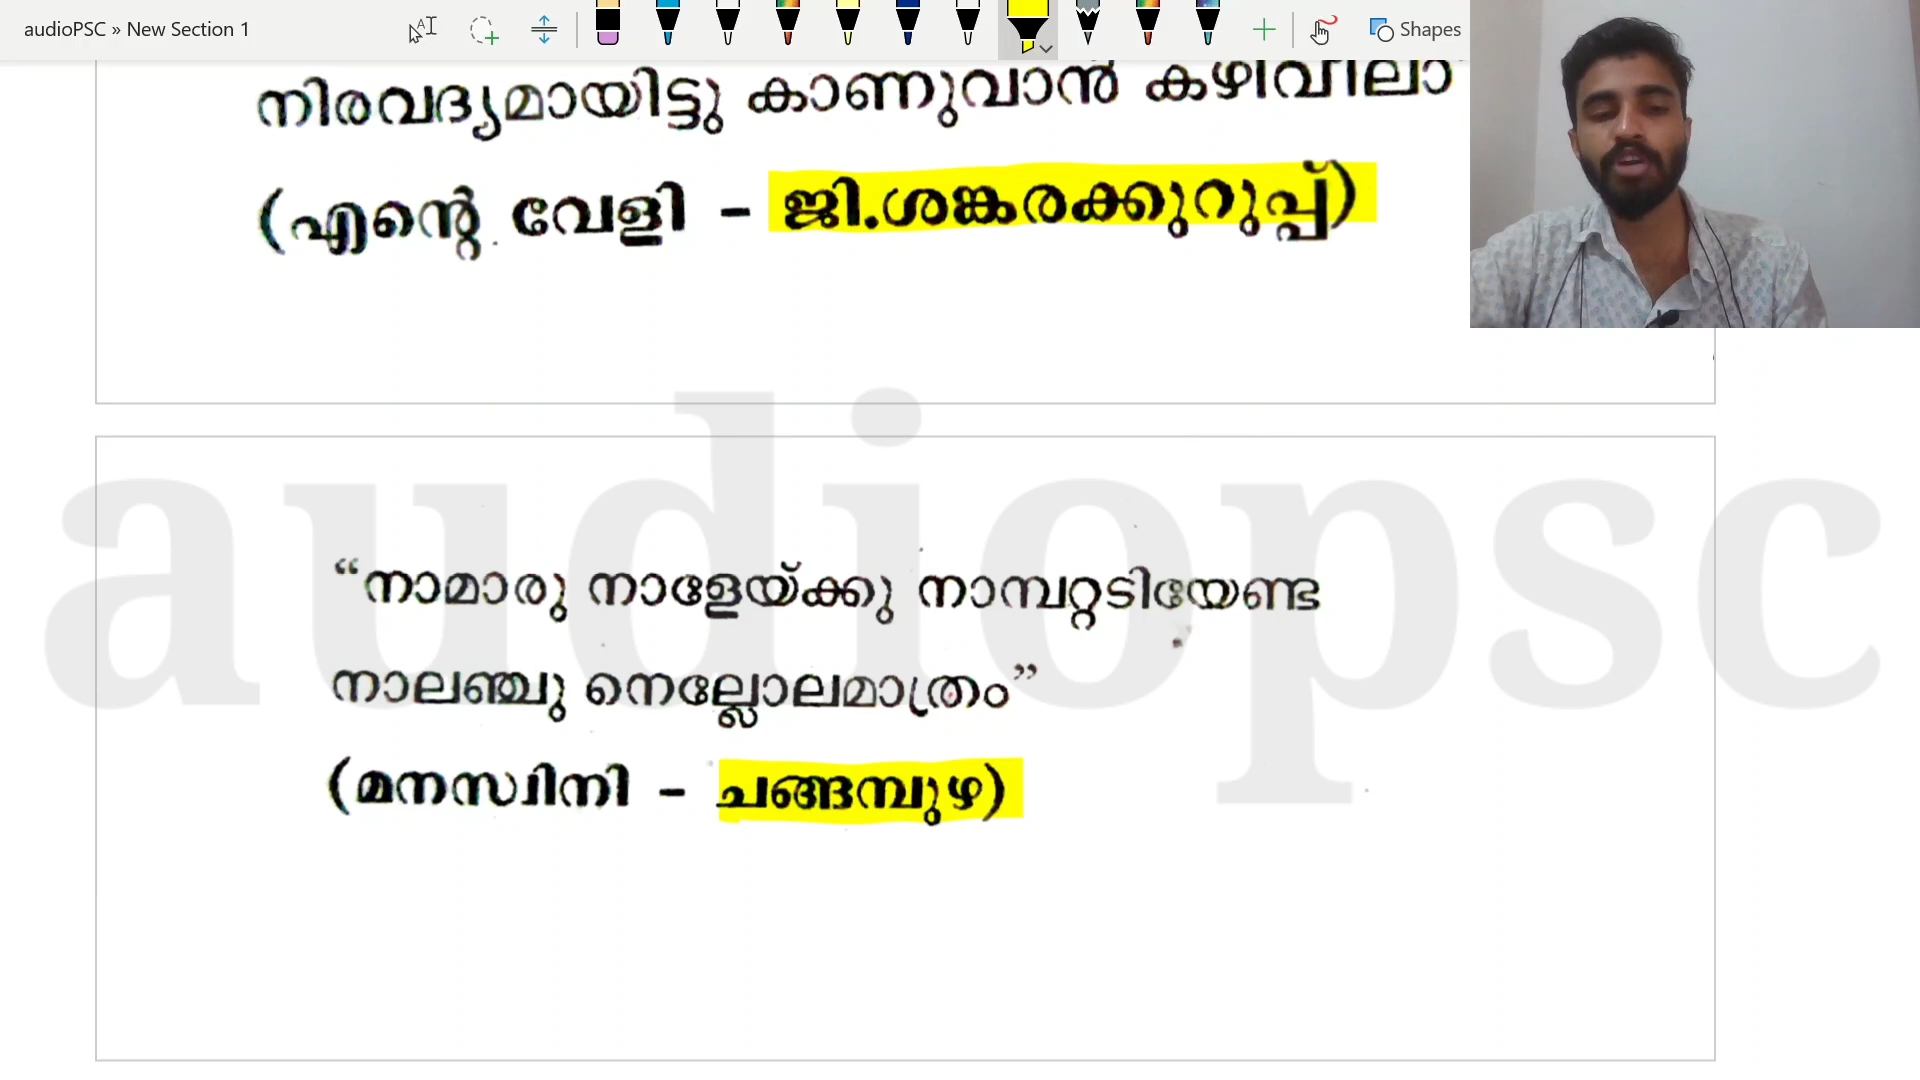 audioPSC » New Section 1
Shapes
നിരവദ്യമായിട്ടു കാണുവാൻ കഴിവീലാ
(എന്റെ വേളി – ജി.ശങ്കരക്കുറുപ്പ്)
audiopsc
“നാമാരു നാളേയ്ക്കു നാമ്പറ്റടിയേണ്ട
നാലഞ്ചു നെല്ലോലമാത്രം”
(മനസ്വിനി – ചങ്ങമ്പുഴ)